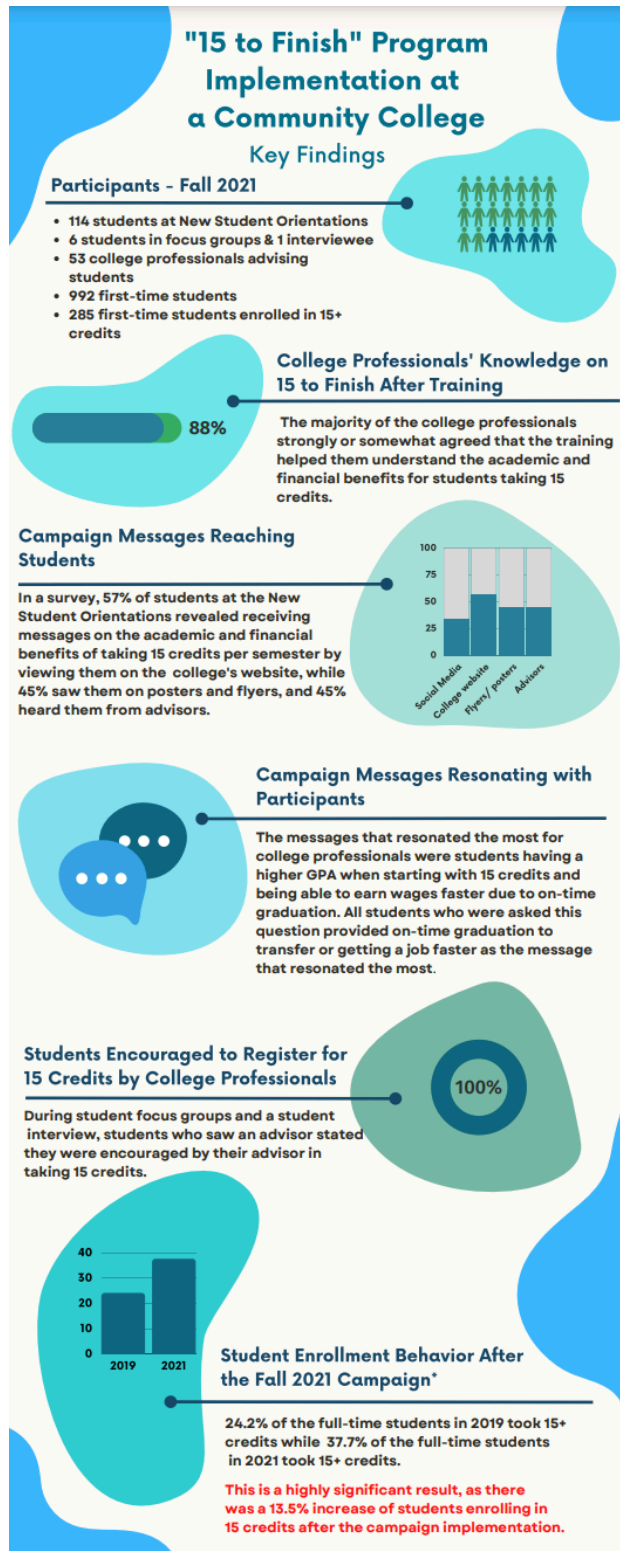 "15 to Finish" Program
Implementation at
a Community College
Key Findings
Participants - Fall 2021
• 114 students at New Student Orientations
• 6 students in focus groups & 1 interviewee
• 53 college professionals advising
students
• 992 first-time students
• 285 first-time students enrolled in 15+
credits
College Professionals' Knowledge on
15 to Finish After Training
88%
The majority of the college professionals
strongly or somewhat agreed that the training
helped them understand the academic and
financial benefits for students taking 15
credits.
Campaign Messages Reaching
Students
In a survey, 57% of students at the New
Student Orientations revealed receiving
messages on the academic and financial
benefits of taking 15 credits per semester by
viewing them on the college's website, while
45% saw them on posters and flyers, and 45%
heard them from advisors.
100
75
50
25
0
Social Media
College website
Flyers/ posters
Advisors
Campaign Messages Resonating with
Participants
The messages that resonated the most for
college professionals were students having a
higher GPA when starting with 15 credits and
being able to earn wages faster due to on-time
graduation. All students who were asked this
question provided on-time graduation to
transfer or getting a job faster as the message
that resonated the most.
Students Encouraged to Register for
15 Credits by College Professionals
100%
During student focus groups and a student
interview, students who saw an advisor stated
they were encouraged by their advisor in
taking 15 credits.
40
30
20
10
0
2019 2021
Student Enrollment Behavior After
the Fall 2021 Campaign*
24.2% of the full-time students in 2019 took 15+
credits while 37.7% of the full-time students
in 2021 took 15+ credits.
This is a highly significant result, as there
was a 13.5% increase of students enrolling in
15 credits after the campaign implementation.